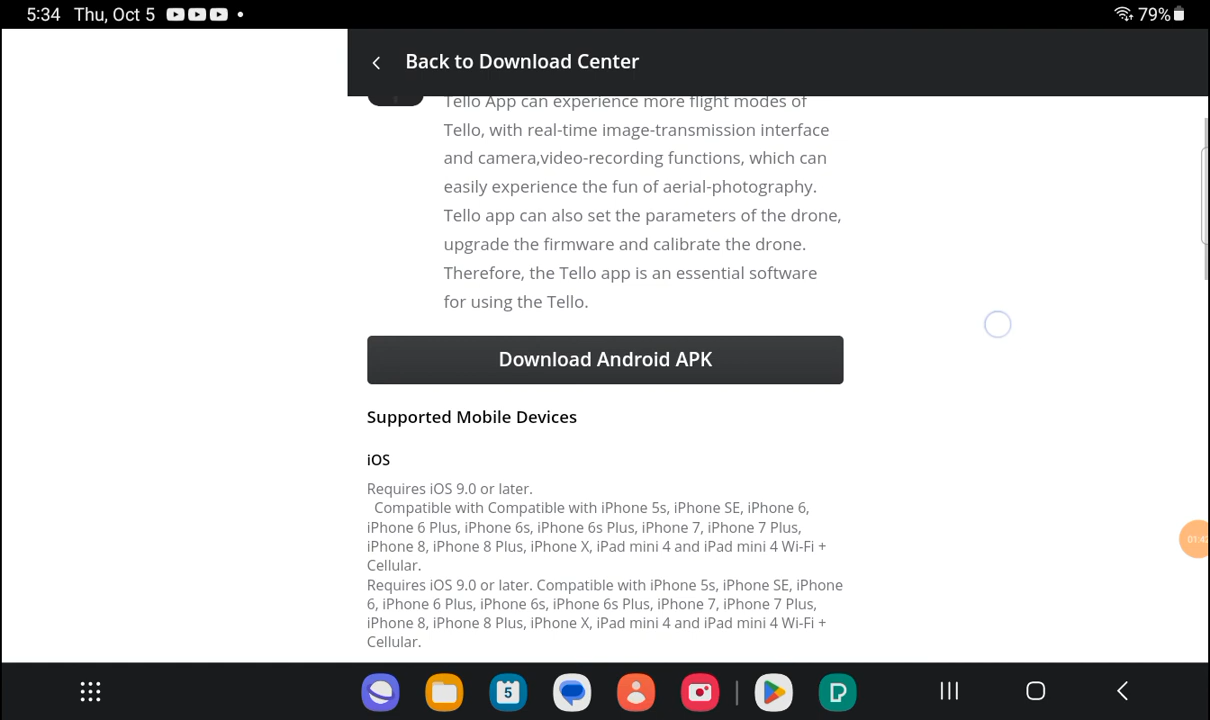 5:34 Thu, Oct 5 79%
Back to Download Center
Tello App can experience more flight modes of
Tello, with real-time image-transmission interface
and camera,video-recording functions, which can
easily experience the fun of aerial-photography.
Tello app can also set the parameters of the drone,
upgrade the firmware and calibrate the drone.
Therefore, the Tello app is an essential software
for using the Tello.
Download Android APK
Supported Mobile Devices
iOS
Requires iOS 9.0 or later.
Compatible with Compatible with iPhone 5s, iPhone SE, iPhone 6,
iPhone 6 Plus, iPhone 6s, iPhone 6s Plus, iPhone 7, iPhone 7 Plus,
iPhone 8, iPhone 8 Plus, iPhone X, iPad mini 4 and iPad mini 4 Wi-Fi +
Cellular.
Requires iOS 9.0 or later. Compatible with iPhone 5s, iPhone SE, iPhone
6, iPhone 6 Plus, iPhone 6s, iPhone 6s Plus, iPhone 7, iPhone 7 Plus,
iPhone 8, iPhone 8 Plus, iPhone X, iPad mini 4 and iPad mini 4 Wi-Fi +
Cellular.
5